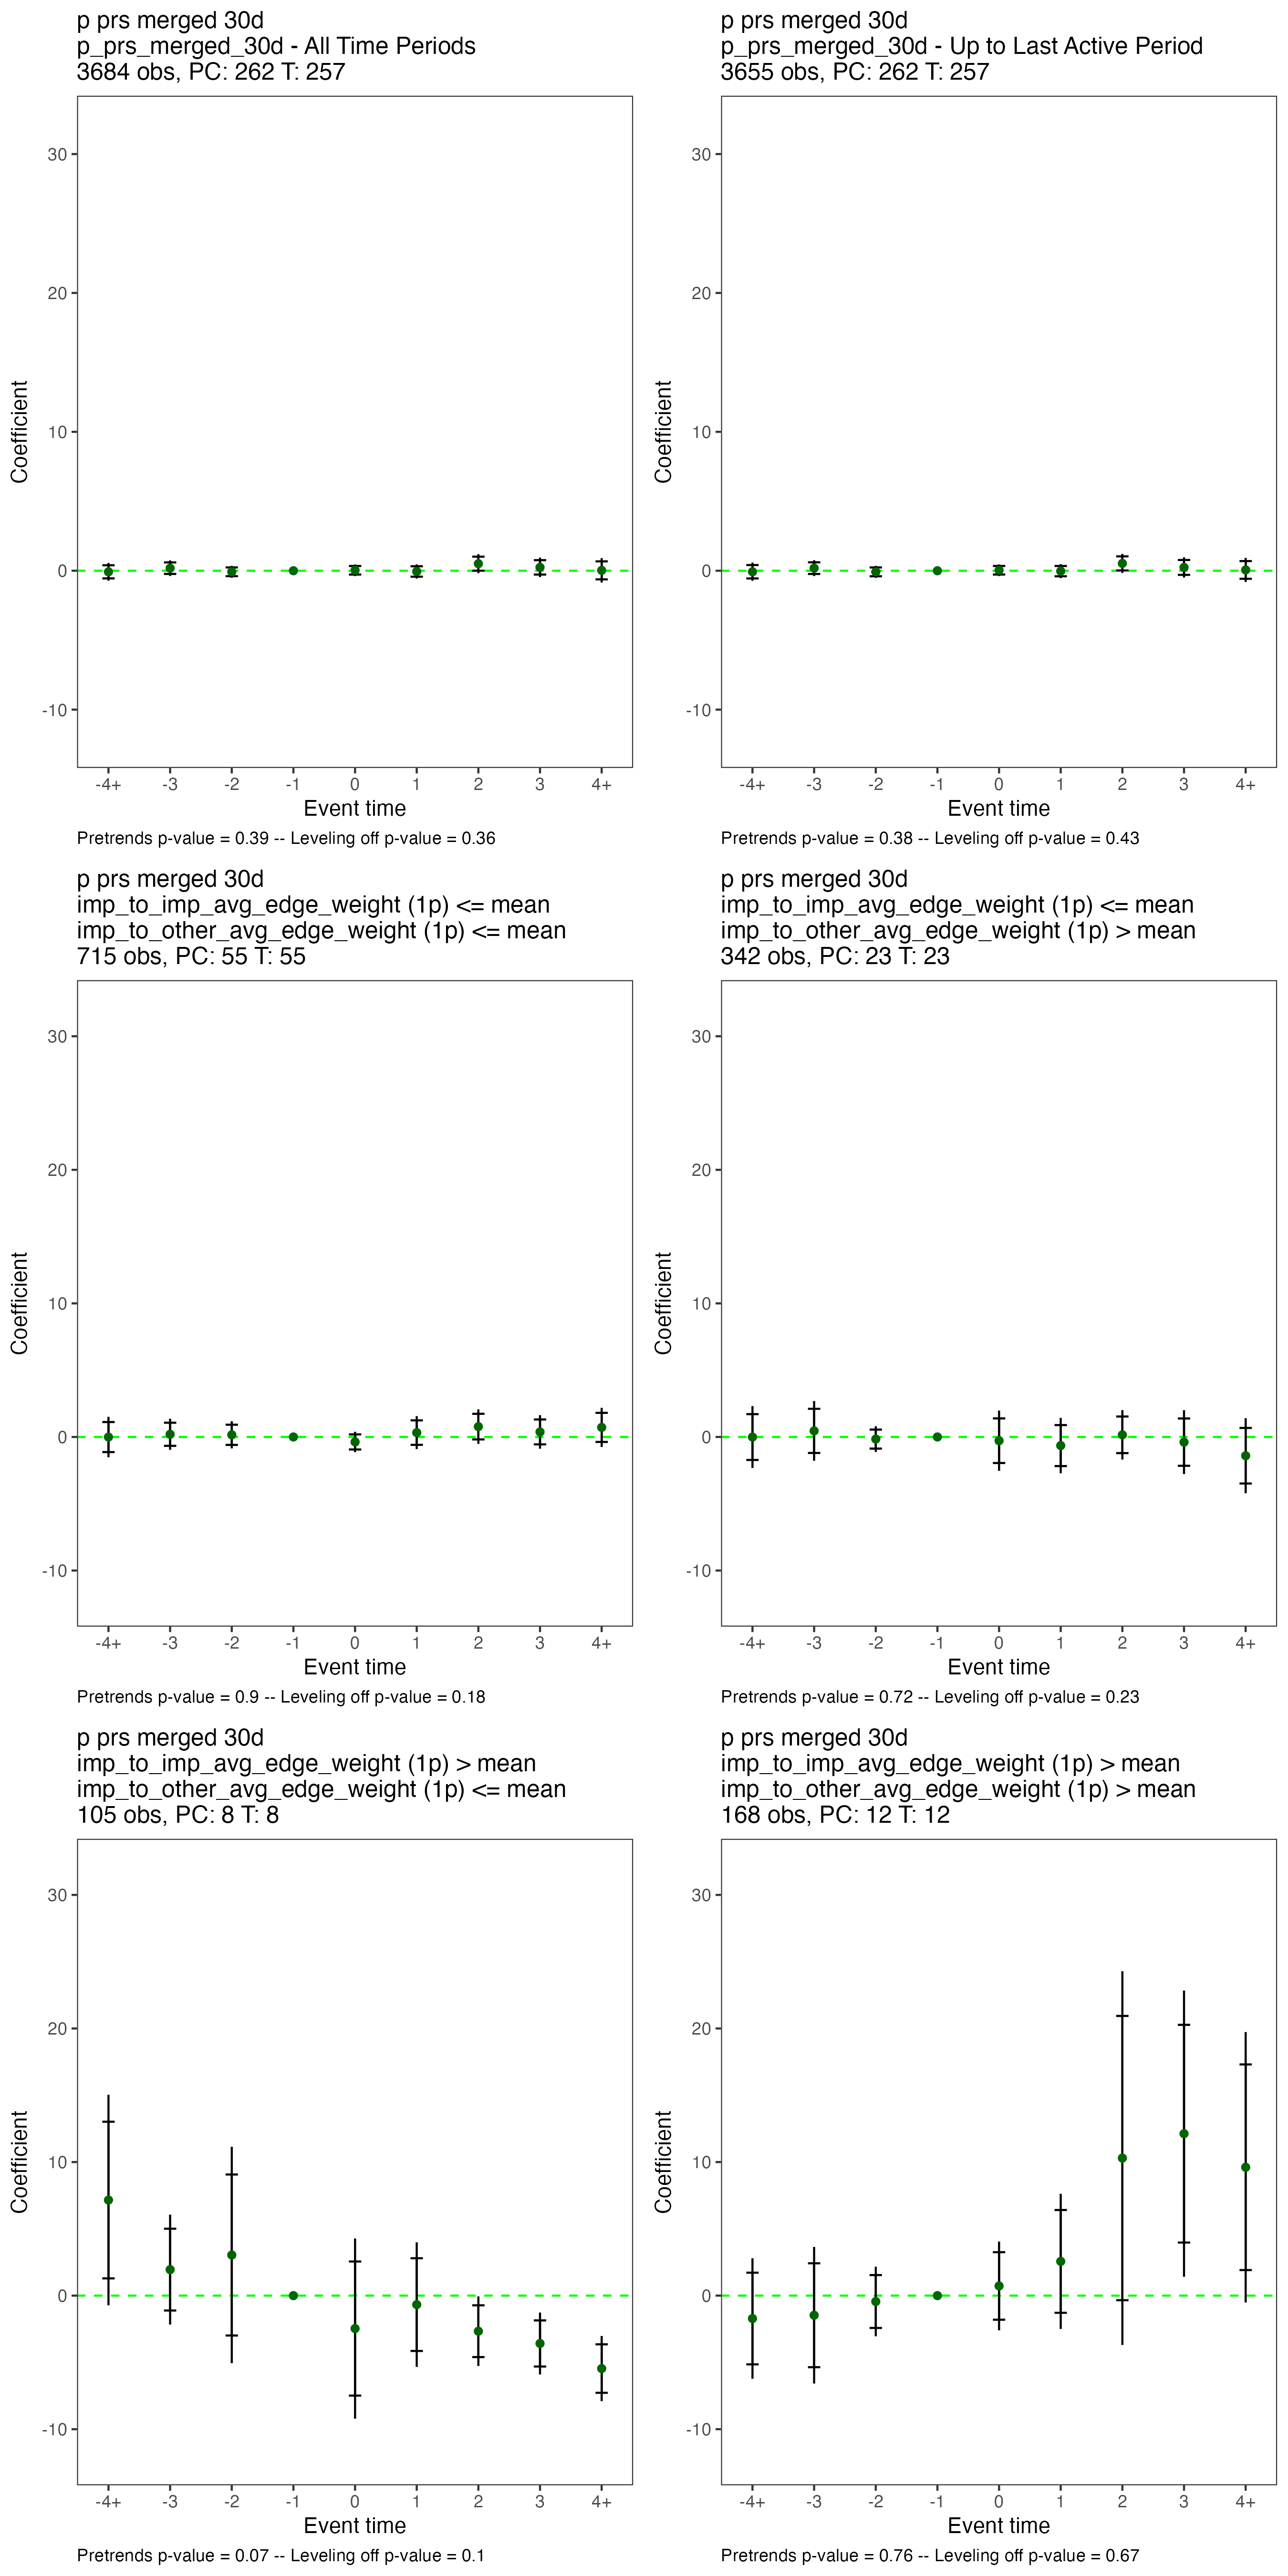 p prs merged 30d
p_prs_merged_30d - All Time Periods
3684 obs, PC: 262 T: 257
30
20
10
0
-10
Coefficient
-4+ -3 -2 -1 0 1 2 3 4+
Event time
Pretrends p-value = 0.39 -- Leveling off p-value = 0.36
p prs merged 30d
p_prs_merged_30d - Up to Last Active Period
3655 obs, PC: 262 T: 257
30
20
10
0
-10
Coefficient
-4+ -3 -2 -1 0 1 2 3 4+
Event time
Pretrends p-value = 0.38 -- Leveling off p-value = 0.43
p prs merged 30d
imp_to_imp_avg_edge_weight (1p) <= mean
imp_to_other_avg_edge_weight (1p) <= mean
715 obs, PC: 55 T: 55
30
20
10
0
-10
Coefficient
-4+ -3 -2 -1 0 1 2 3 4+
Event time
Pretrends p-value = 0.9 -- Leveling off p-value = 0.18
p prs merged 30d
imp_to_imp_avg_edge_weight (1p) <= mean
imp_to_other_avg_edge_weight (1p) > mean
342 obs, PC: 23 T: 23
30
20
10
0
-10
Coefficient
-4+ -3 -2 -1 0 1 2 3 4+
Event time
Pretrends p-value = 0.72 -- Leveling off p-value = 0.23
p prs merged 30d
imp_to_imp_avg_edge_weight (1p) > mean
imp_to_other_avg_edge_weight (1p) <= mean
105 obs, PC: 8 T: 8
30
20
10
0
-10
Coefficient
-4+ -3 -2 -1 0 1 2 3 4+
Event time
Pretrends p-value = 0.07 -- Leveling off p-value = 0.1
p prs merged 30d
imp_to_imp_avg_edge_weight (1p) > mean
imp_to_other_avg_edge_weight (1p) > mean
168 obs, PC: 12 T: 12
30
20
10
0
-10
Coefficient
-4+ -3 -2 -1 0 1 2 3 4+
Event time
Pretrends p-value = 0.76 -- Leveling off p-value = 0.67